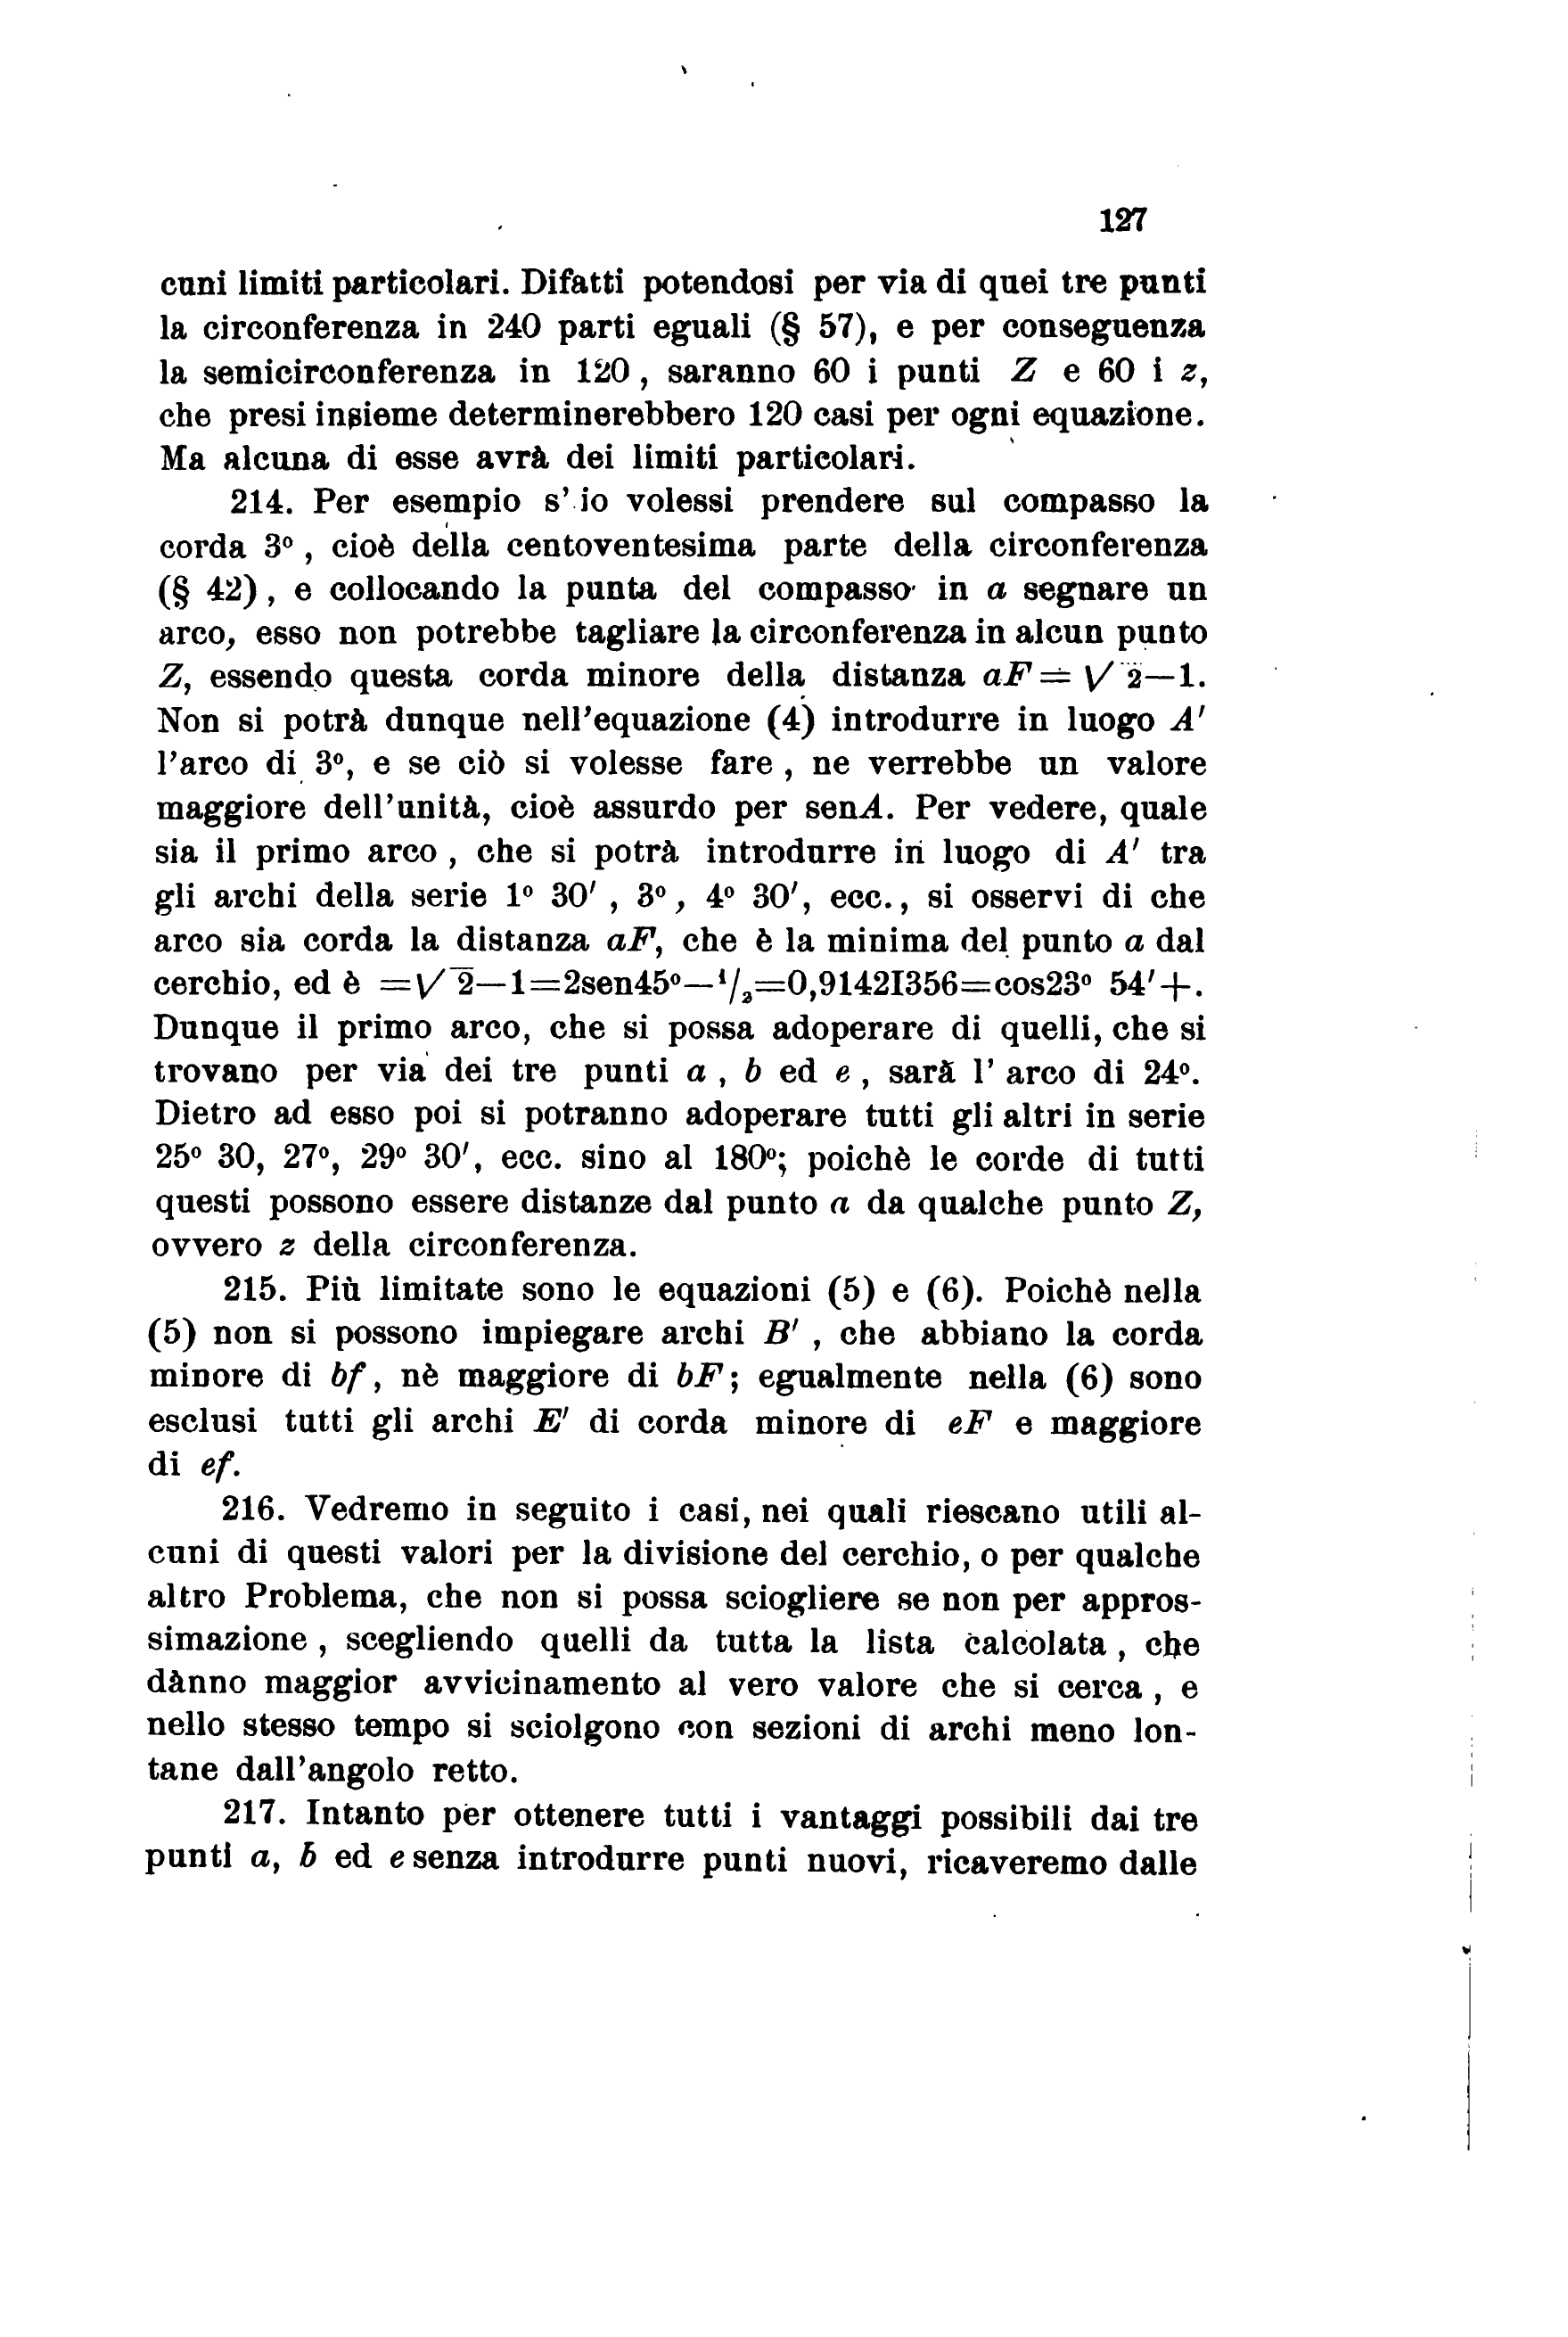 127
cuni limiti particolari. Difatti potendosi per via di quei tre punti
la circonferenza in 240 parti eguali (§ 57), e per conseguenza
la semicirconferenza in 120, saranno 60 i punti Z e 60 i z,
che presi insieme determinerebbero 120 casi per ogni equazione.
Ma alcuna di esse avrà dei limiti particolari.
214. Per esempio s' io volessi prendere sul compasso la
corda 3º, cioè della centoventesima parte della circonferenza
(§ 42), e collocando la punta del compasso in a segnare un
arco, esso non potrebbe tagliare la circonferenza in alcun punto
Z, essendo questa corda minore della distanza aF = √2—1.
Non si potrà dunque nell'equazione (4) introdurre in luogo A'
l'arco di 3º, e se ciò si volesse fare, ne verrebbe un valore
maggiore dell'unità, cioè assurdo per senA. Per vedere, quale
sia il primo arco, che si potrà introdurre in luogo di A' tra
gli archi della serie 1º 30', 3º, 4º 30', ecc., si osservi di che
arco sia corda la distanza aF, che è la minima del punto a dal
cerchio, ed è =√2—1=2sen45º—¹/₂=0,9142I356=cos23º 54'+.
Dunque il primo arco, che si possa adoperare di quelli, che si
trovano per via dei tre punti a, b ed e, sarà l' arco di 24º.
Dietro ad esso poi si potranno adoperare tutti gli altri in serie
25º 30, 27º, 29º 30', ecc. sino al 180º; poichè le corde di tutti
questi possono essere distanze dal punto a da qualche punto Z,
ovvero z della circonferenza.
215. Più limitate sono le equazioni (5) e (6). Poichè nella
(5) non si possono impiegare archi B', che abbiano la corda
minore di bf, nè maggiore di bF; egualmente nella (6) sono
esclusi tutti gli archi E' di corda minore di eF e maggiore
di ef.
216. Vedremo in seguito i casi, nei quali riescano utili al-
cuni di questi valori per la divisione del cerchio, o per qualche
altro Problema, che non si possa sciogliere se non per appros-
simazione, scegliendo quelli da tutta la lista calcolata, che
dànno maggior avvicinamento al vero valore che si cerca, e
nello stesso tempo si sciolgono con sezioni di archi meno lon-
tane dall'angolo retto.
217. Intanto per ottenere tutti i vantaggi possibili dai tre
punti a, b ed e senza introdurre punti nuovi, ricaveremo dalle